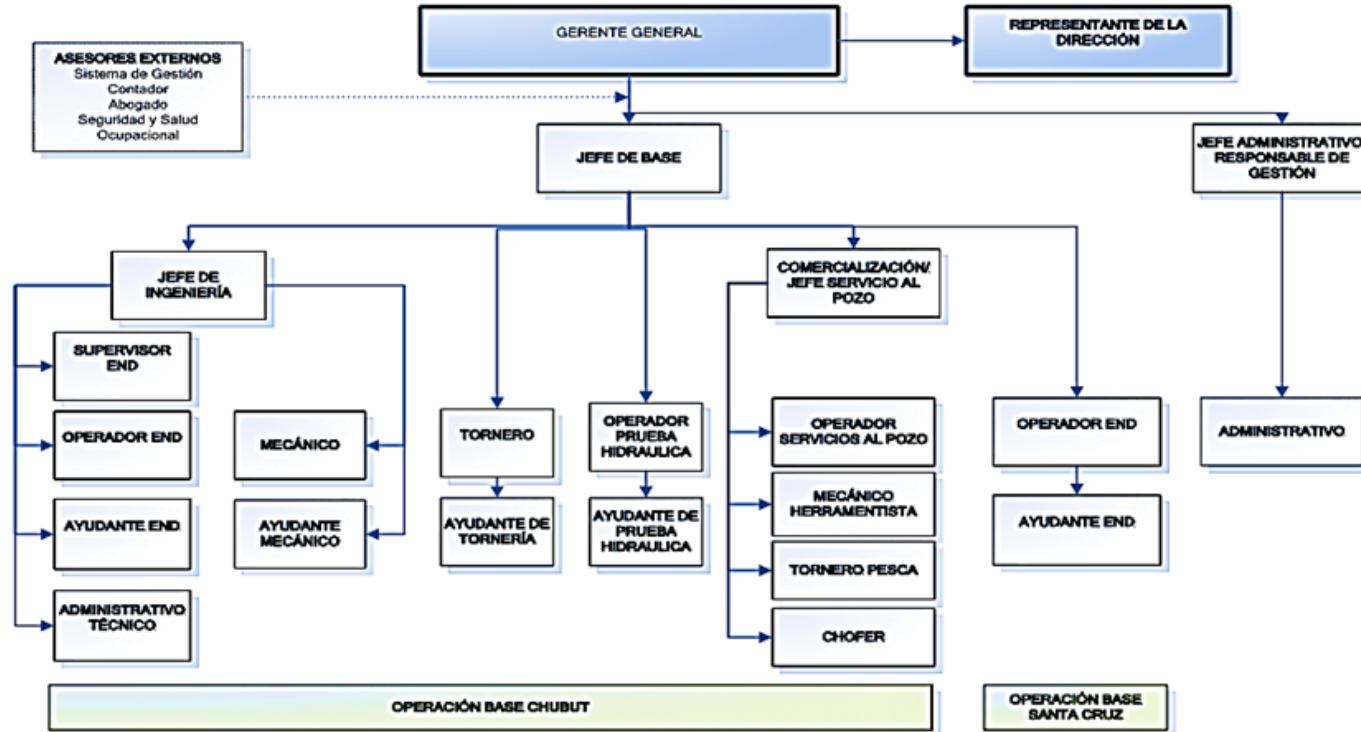 GERENTE GENERAL
REPRESENTANTE DE LA
DIRECCIÓN
ASESORES EXTERNOS
Sistema de Gestión
Contador
Abogado
Seguridad y Salud
Ocupacional
JEFE DE BASE
JEFE ADMINISTRATIVO
RESPONSABLE DE
GESTIÓN
JEFE DE
INGENIERÍA
COMERCIALIZACIÓN/
JEFE SERVICIO AL
POZO
SUPERVISOR
END
OPERADOR END
AYUDANTE END
ADMINISTRATIVO
TÉCNICO
MECÁNICO
AYUDANTE
MECÁNICO
TORNERO
AYUDANTE DE
TORNERÍA
OPERADOR
PRUEBA
HIDRAULICA
AYUDANTE DE
PRUEBA
HIDRAULICA
OPERADOR
SERVICIOS AL POZO
MECÁNICO
HERRAMENTISTA
TORNERO PESCA
CHOFER
OPERADOR END
AYUDANTE END
ADMINISTRATIVO
OPERACIÓN BASE CHUBUT
OPERACIÓN BASE
SANTA CRUZ